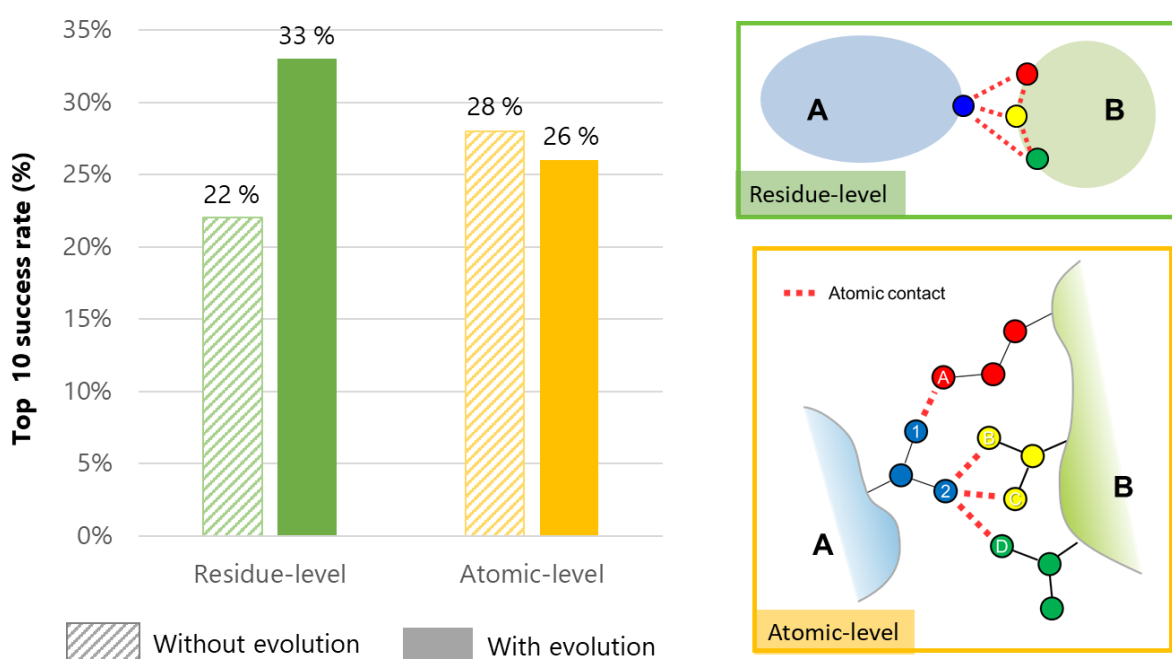 Top 10 success rate (%)
35%
30%
25%
20%
15%
10%
5%
0%
22 %
33 %
28 %
26 %
Residue-level
Atomic-level
Without evolution
With evolution
A
B
Residue-level
Atomic contact
A
1
B
2
C
D
A
B
Atomic-level